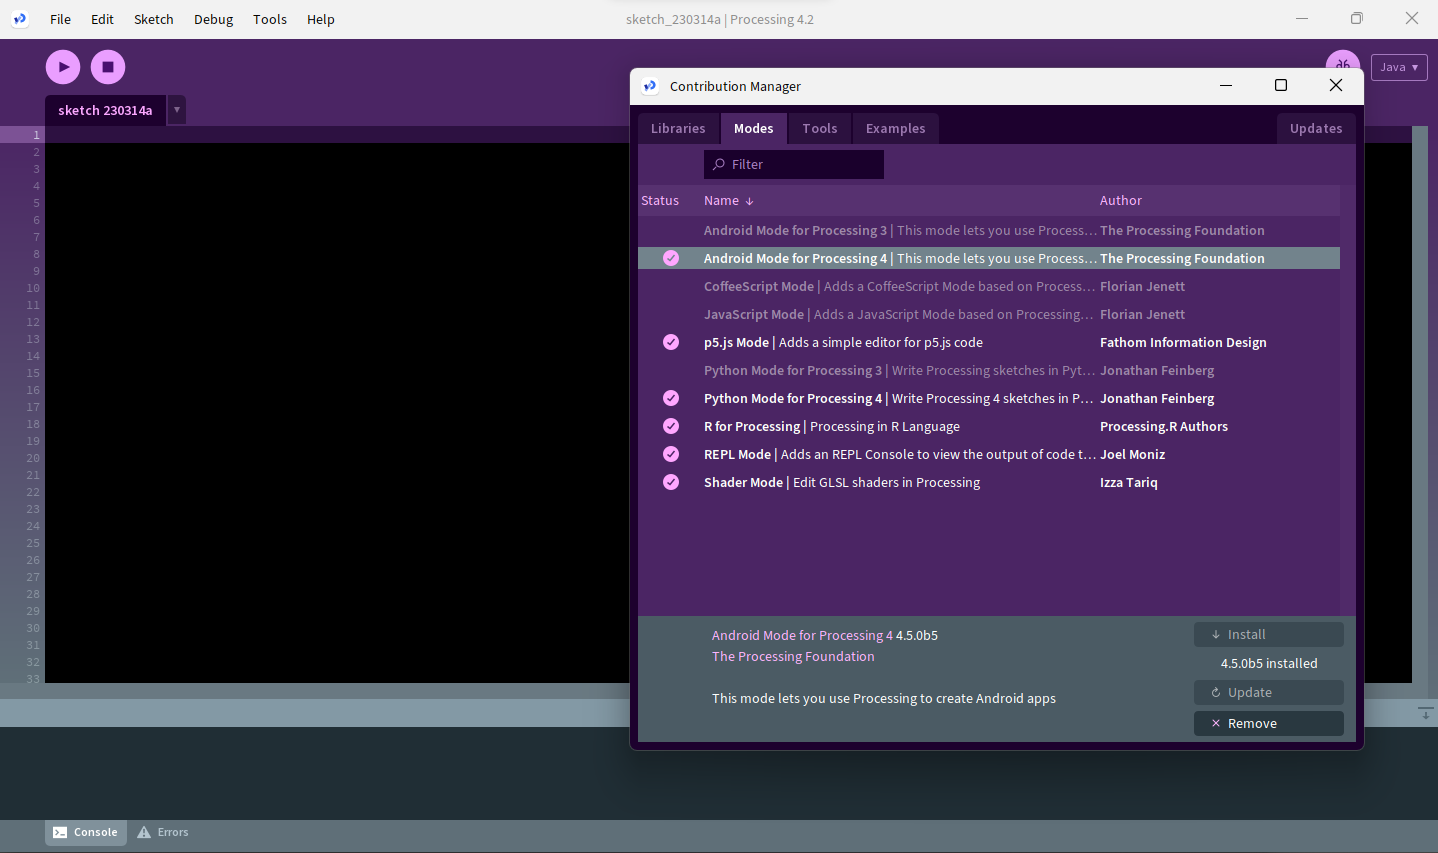 File Edit Sketch Debug Tools Help sketch_230314a | Processing 4.2
Java ▾
sketch 230314a
Contribution Manager
Libraries Modes Tools Examples Updates
Filter
Status Name ↓ Author
Android Mode for Processing 3 | This mode lets you use Process... The Processing Foundation
Android Mode for Processing 4 | This mode lets you use Process... The Processing Foundation
CoffeeScript Mode | Adds a CoffeeScript Mode based on Process... Florian Jenett
JavaScript Mode | Adds a JavaScript Mode based on Processing... Florian Jenett
p5.js Mode | Adds a simple editor for p5.js code Fathom Information Design
Python Mode for Processing 3 | Write Processing sketches in Pyt... Jonathan Feinberg
Python Mode for Processing 4 | Write Processing 4 sketches in P... Jonathan Feinberg
R for Processing | Processing in R Language Processing.R Authors
REPL Mode | Adds an REPL Console to view the output of code t... Joel Moniz
Shader Mode | Edit GLSL shaders in Processing Izza Tariq
Android Mode for Processing 4 4.5.0b5
The Processing Foundation
This mode lets you use Processing to create Android apps
Install
4.5.0b5 installed
Update
Remove
1
2
3
4
5
6
7
8
9
10
11
12
13
14
15
16
17
18
19
20
21
22
23
24
25
26
27
28
29
30
31
32
33
Console Errors